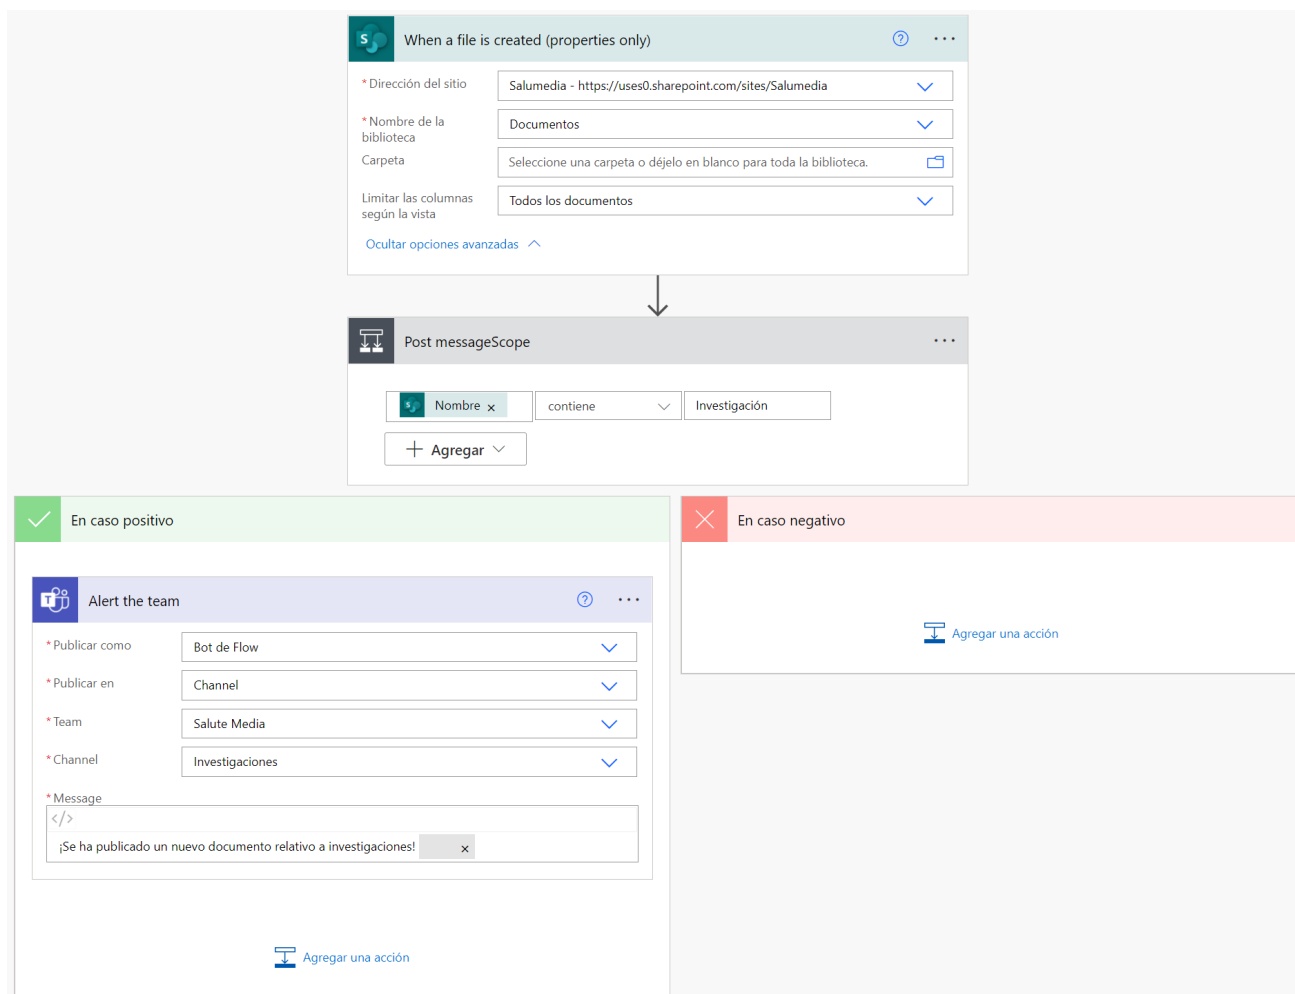 When a file is created (properties only)
* Dirección del sitio
Salumedia - https://uses0.sharepoint.com/sites/Salumedia
* Nombre de la
biblioteca
Documentos
Carpeta
Seleccione una carpeta o déjelo en blanco para toda la biblioteca.
Limitar las columnas
según la vista
Todos los documentos
Ocultar opciones avanzadas
Post messageScope
Nombre x
contiene
Investigación
+ Agregar
En caso positivo
En caso negativo
Alert the team
* Publicar como
Bot de Flow
* Publicar en
Channel
* Team
Salute Media
* Channel
Investigaciones
* Message
</>
¡Se ha publicado un nuevo documento relativo a investigaciones! x
Agregar una acción
Agregar una acción